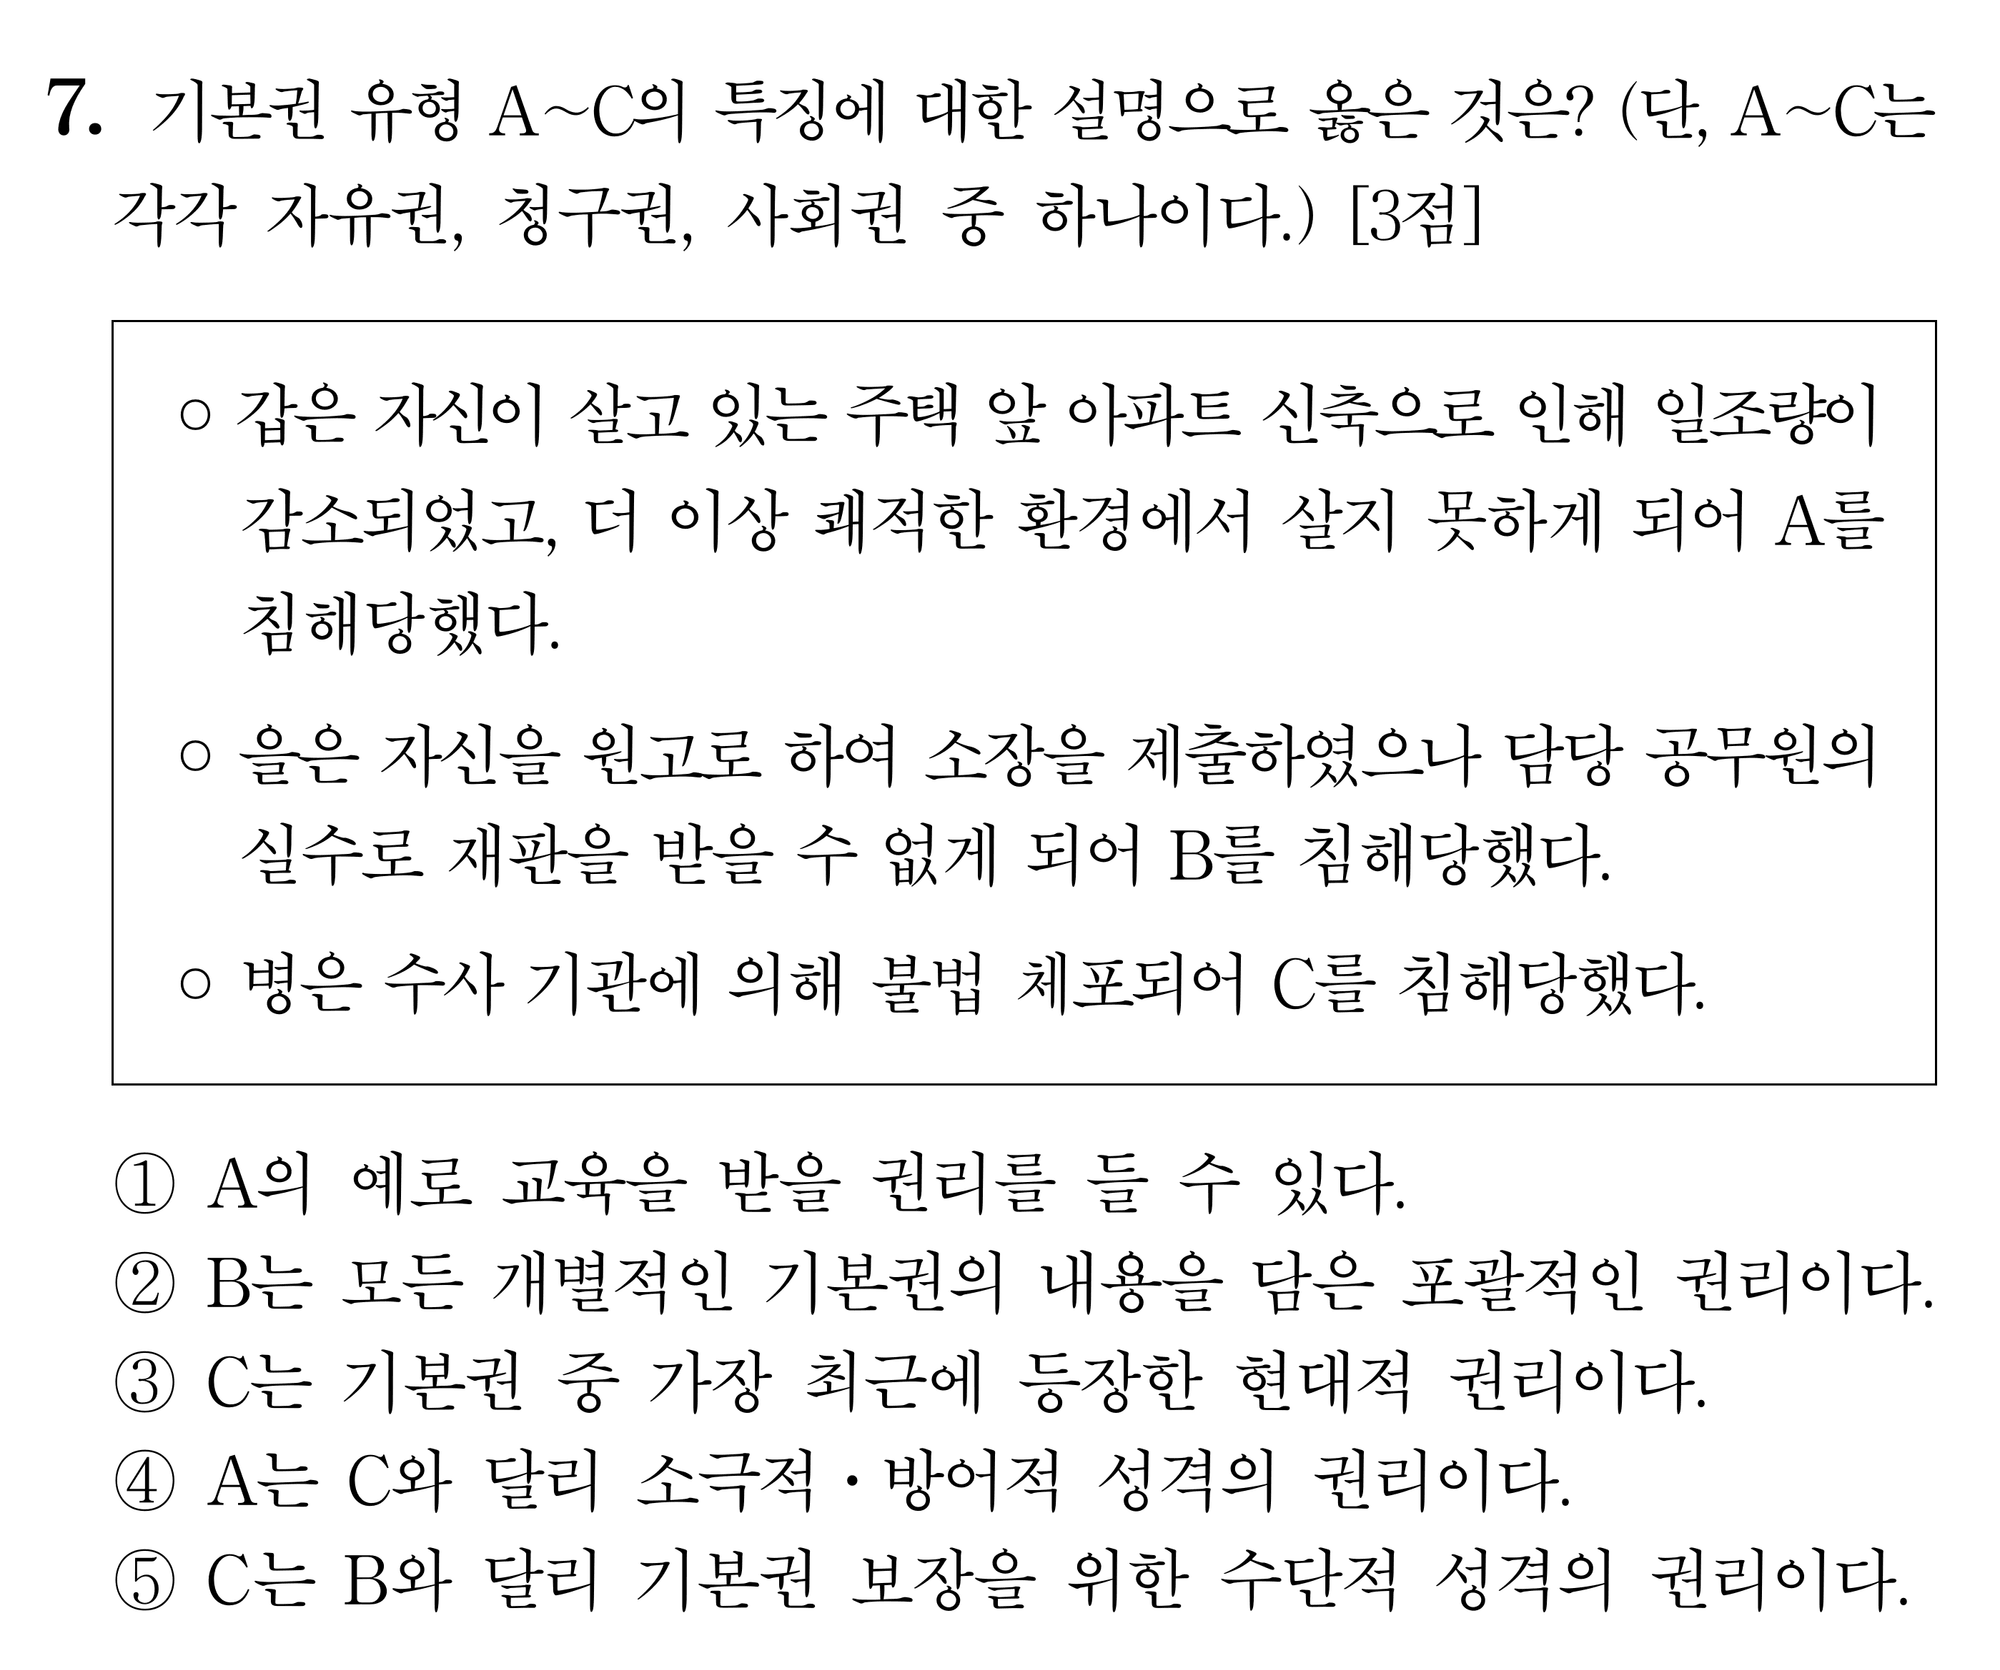 7. 기본권 유형 A~C의 특징에 대한 설명으로 옳은 것은? (단, A~C는
각각 자유권, 청구권, 사회권 중 하나이다.) [3점]
○ 갑은 자신이 살고 있는 주택 앞 아파트 신축으로 인해 일조량이
감소되었고, 더 이상 쾌적한 환경에서 살지 못하게 되어 A를
침해당했다.
○ 을은 자신을 원고로 하여 소장을 제출하였으나 담당 공무원의
실수로 재판을 받을 수 없게 되어 B를 침해당했다.
○ 병은 수사 기관에 의해 불법 체포되어 C를 침해당했다.
① A의 예로 교육을 받을 권리를 들 수 있다.
② B는 모든 개별적인 기본권의 내용을 담은 포괄적인 권리이다.
③ C는 기본권 중 가장 최근에 등장한 현대적 권리이다.
④ A는 C와 달리 소극적·방어적 성격의 권리이다.
⑤ C는 B와 달리 기본권 보장을 위한 수단적 성격의 권리이다.